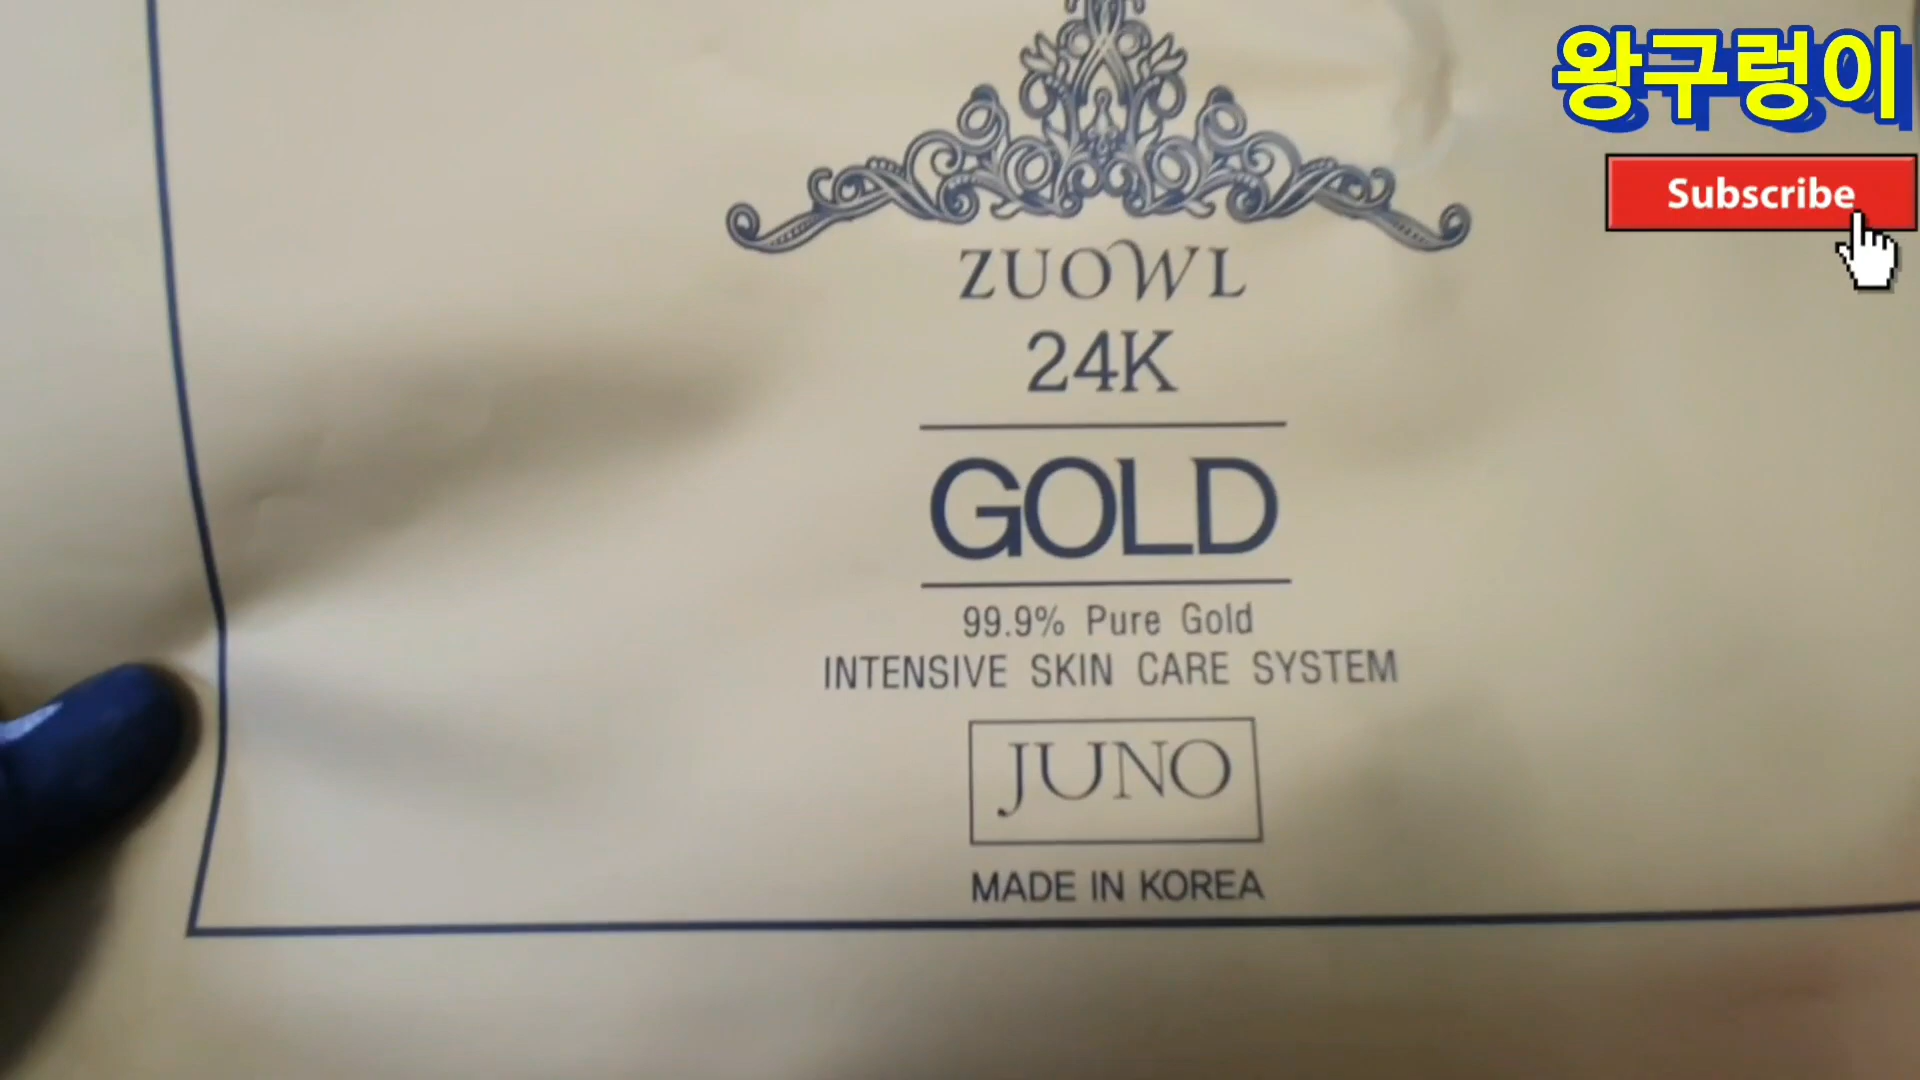 왕구렁이
Subscribe
ZUOWL
24K
GOLD
99.9% Pure Gold
INTENSIVE SKIN CARE SYSTEM
JUNO
MADE IN KOREA